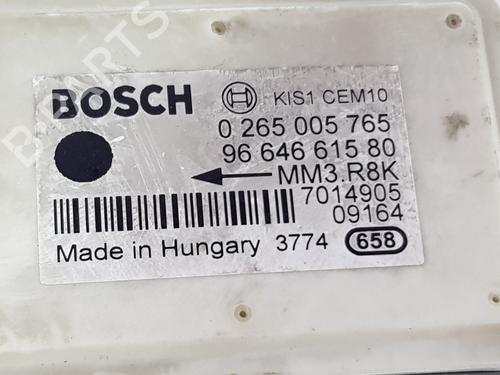 PARTS
BOSCH KIS1 CEM10
0 265 005 765
96 646 615 80
MM3.R8K
7014905
09164
Made in Hungary 3774 658